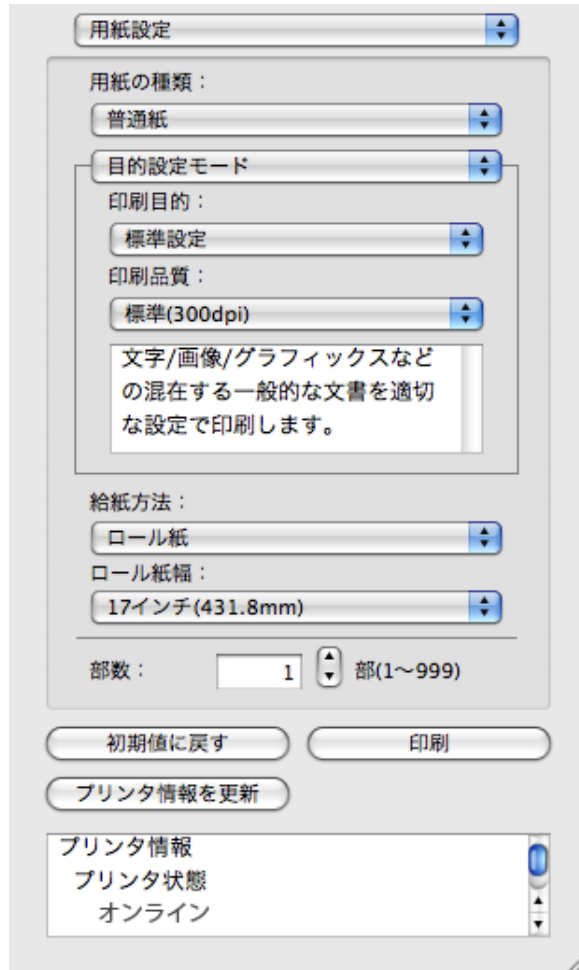 用紙設定
用紙の種類：
普通紙
目的設定モード
印刷目的：
標準設定
印刷品質：
標準(300dpi)
文字/画像/グラフィックスなど
の混在する一般的な文書を適切
な設定で印刷します。
給紙方法：
ロール紙
ロール紙幅：
17インチ(431.8mm)
部数： 1 部(1～999)
初期値に戻す 印刷
プリンタ情報を更新
プリンタ情報
プリンタ状態
オンライン